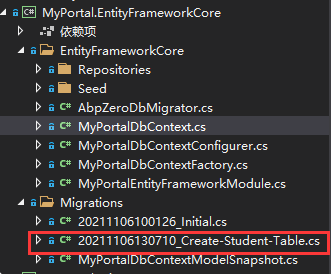 MyPortal.EntityFrameworkCore
依赖项
EntityFrameworkCore
Repositories
Seed
AbpZeroDbMigrator.cs
MyPortalDbContext.cs
MyPortalDbContextConfigurer.cs
MyPortalDbContextFactory.cs
MyPortalEntityFrameworkModule.cs
Migrations
20211106100126_Initial.cs
20211106130710_Create-Student-Table.cs
MyPortalDbContextModelSnapshot.cs